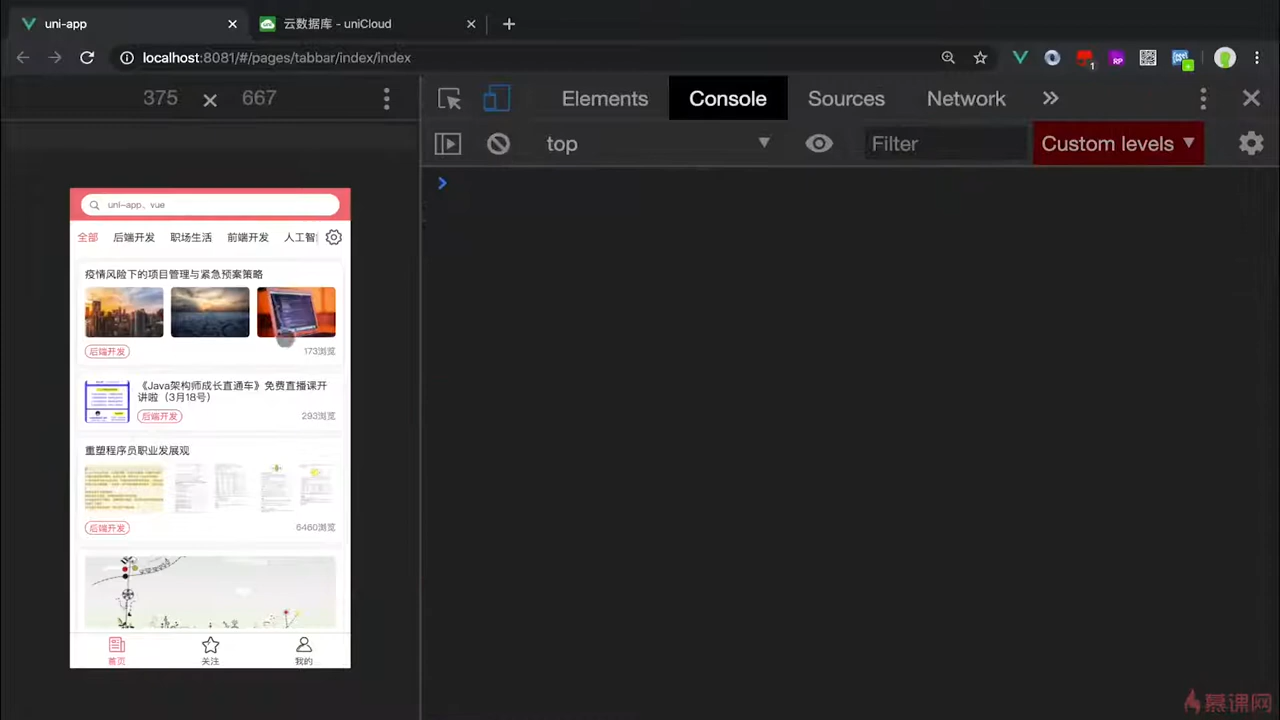 uni-app
云数据库 - uniCloud
localhost:8081/#/pages/tabbar/index/index
1
RP
375 × 667
Elements
Console
Sources
Network
top
Filter
Custom levels
uni-app、vue
全部
后端开发
职场生活
前端开发
人工智
疫情风险下的项目管理与紧急预案策略
后端开发
173浏览
《Java架构师成长直通车》免费直播课开
讲啦（3月18号）
后端开发
293浏览
重塑程序员职业发展观
后端开发
6460浏览
首页
关注
我的
慕课网